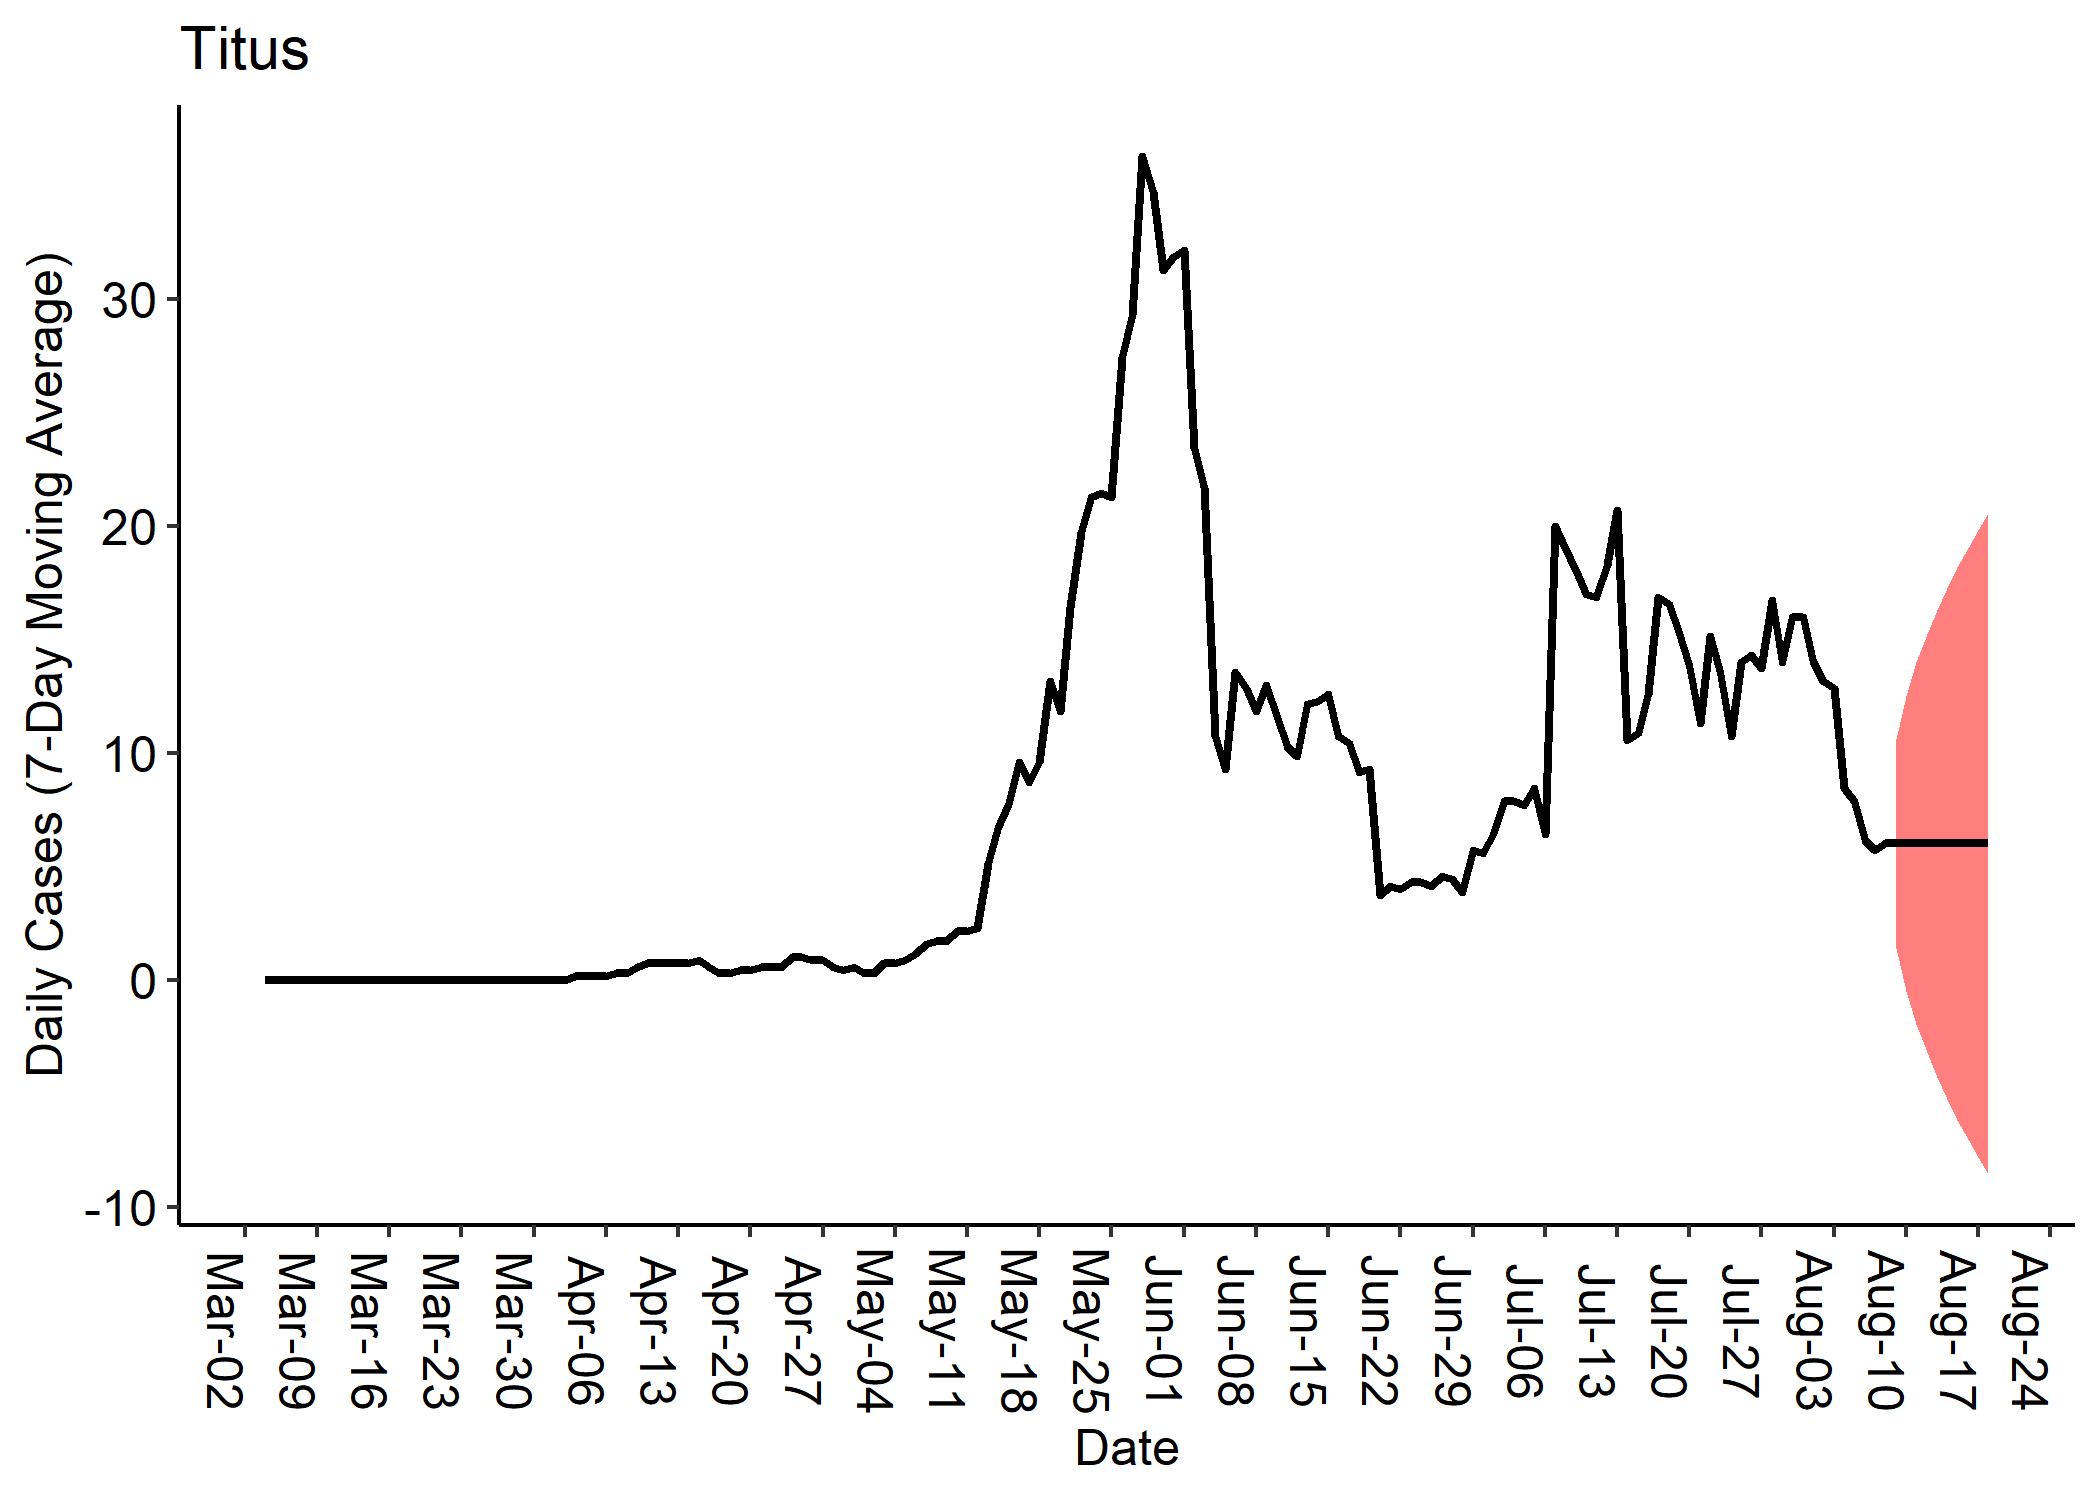 Titus
Daily Cases (7-Day Moving Average)
30
20
10
0
-10
Mar-02
Mar-09
Mar-16
Mar-23
Mar-30
Apr-06
Apr-13
Apr-20
Apr-27
May-04
May-11
May-18
May-25
Jun-01
Jun-08
Jun-15
Jun-22
Jun-29
Jul-06
Jul-13
Jul-20
Jul-27
Aug-03
Aug-10
Aug-17
Aug-24
Date